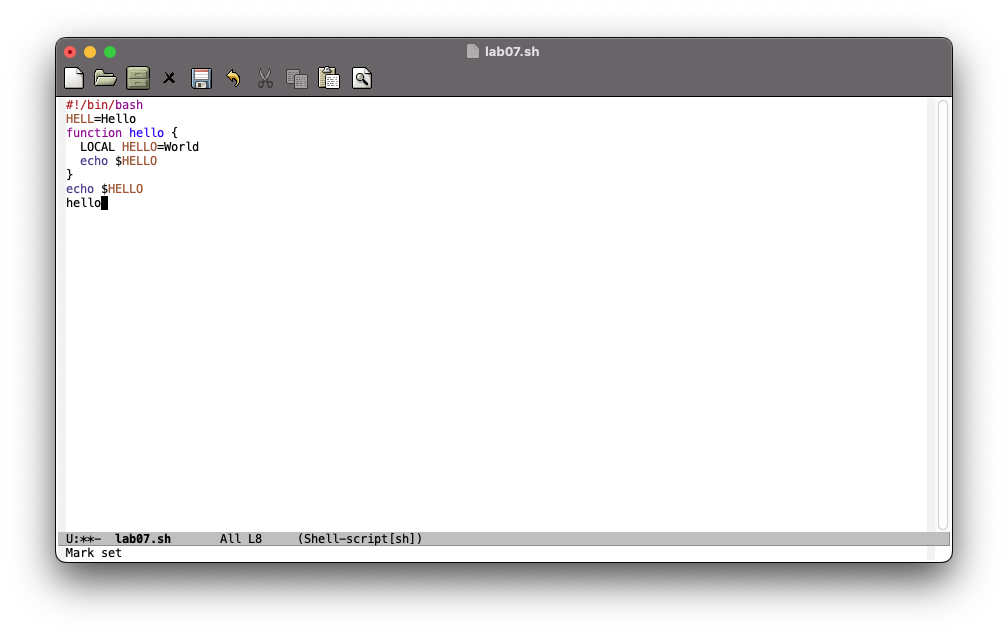 lab07.sh
#!/bin/bash
HELL=Hello
function hello {
  LOCAL HELLO=World
  echo $HELLO
}
echo $HELLO
hello
U:**-  lab07.sh       All L8     (Shell-script[sh])
Mark set